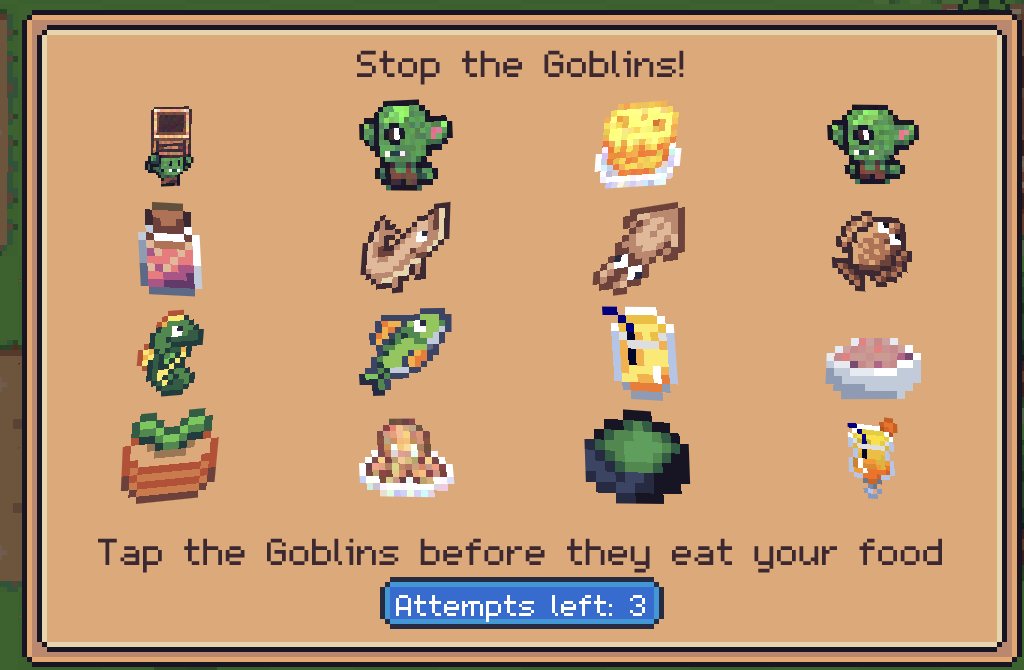 Stop the Goblins!
Tap the Goblins before they eat your food
Attempts left: 3